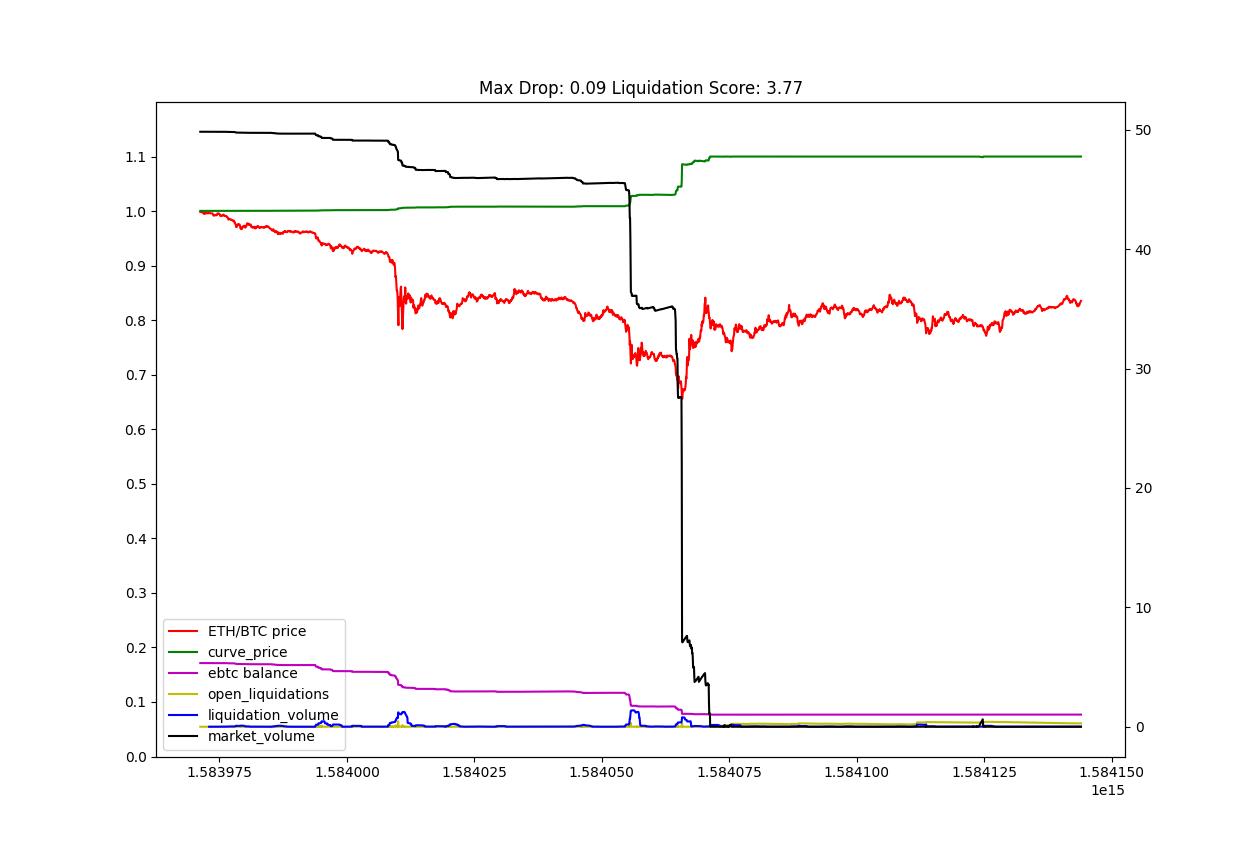 Max Drop: 0.09 Liquidation Score: 3.77
1.1
1.0
0.9
0.8
0.7
0.6
0.5
0.4
0.3
0.2
0.1
0.0
50
40
30
20
10
0
ETH/BTC price
curve_price
ebtc balance
open_liquidations
liquidation_volume
market_volume
1.583975 1.584000 1.584025 1.584050 1.584075 1.584100 1.584125 1.584150
1e15